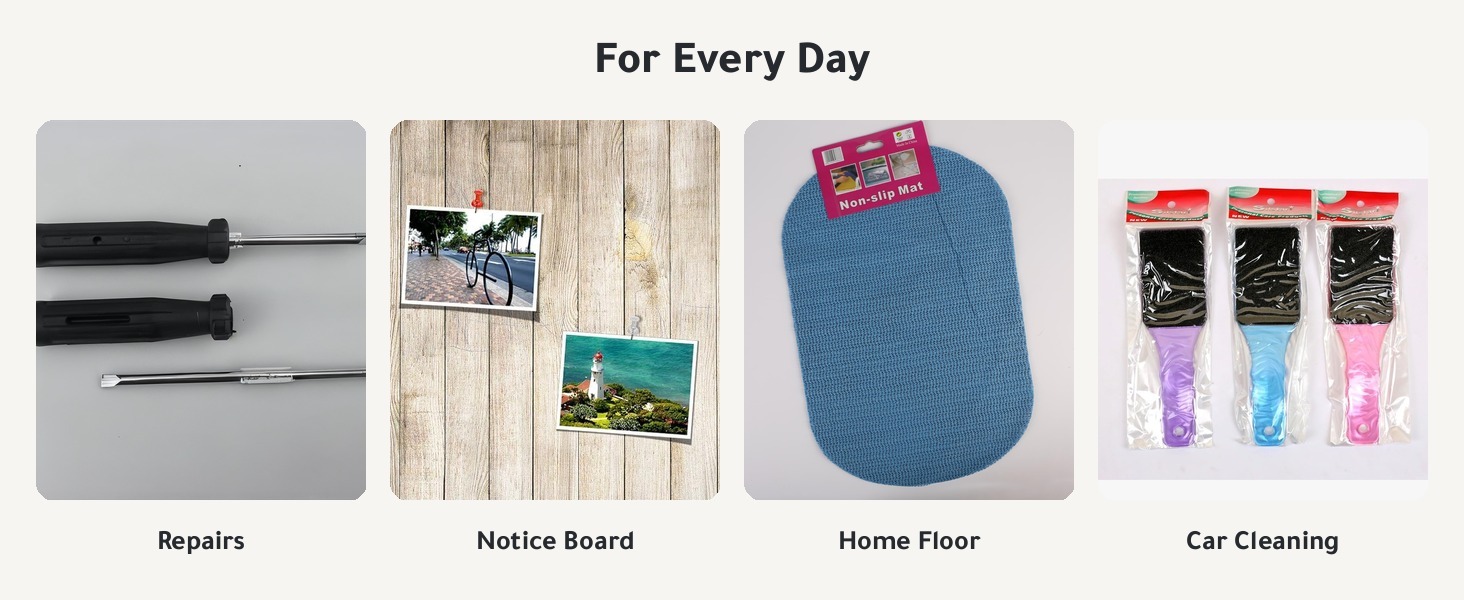 For Every Day
Non-slip Mat
Repairs
Notice Board
Home Floor
Car Cleaning